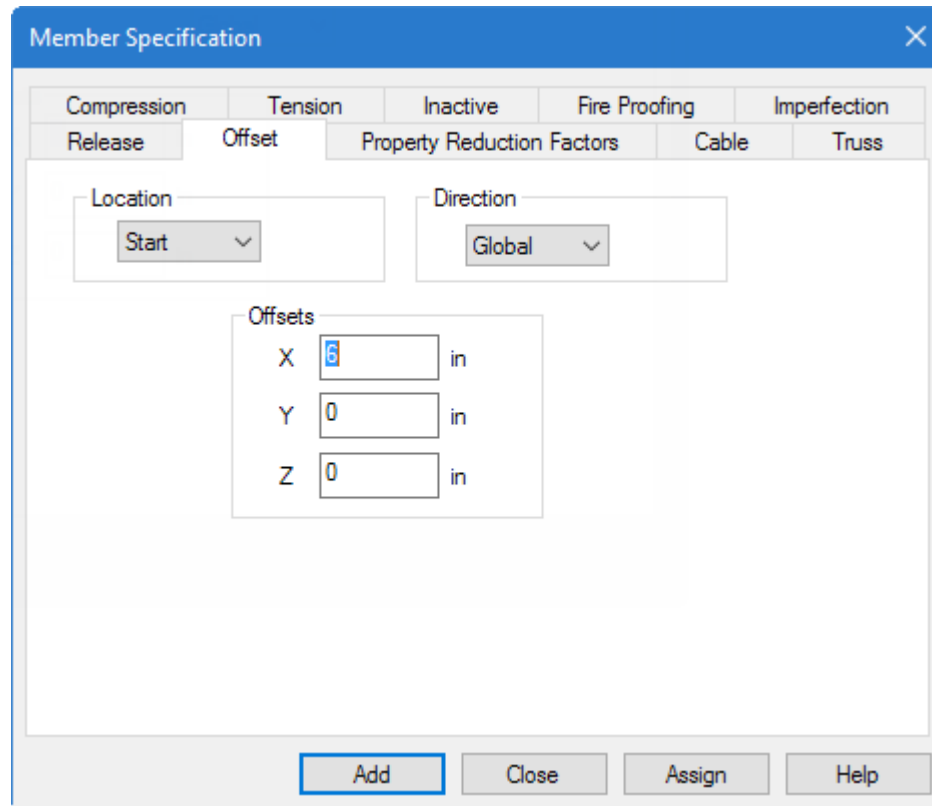 Member Specification
Compression Tension Inactive Fire Proofing Imperfection
Release Offset Property Reduction Factors Cable Truss
Location Direction
Start Global
Offsets
X 6 in
Y 0 in
Z 0 in
Add Close Assign Help